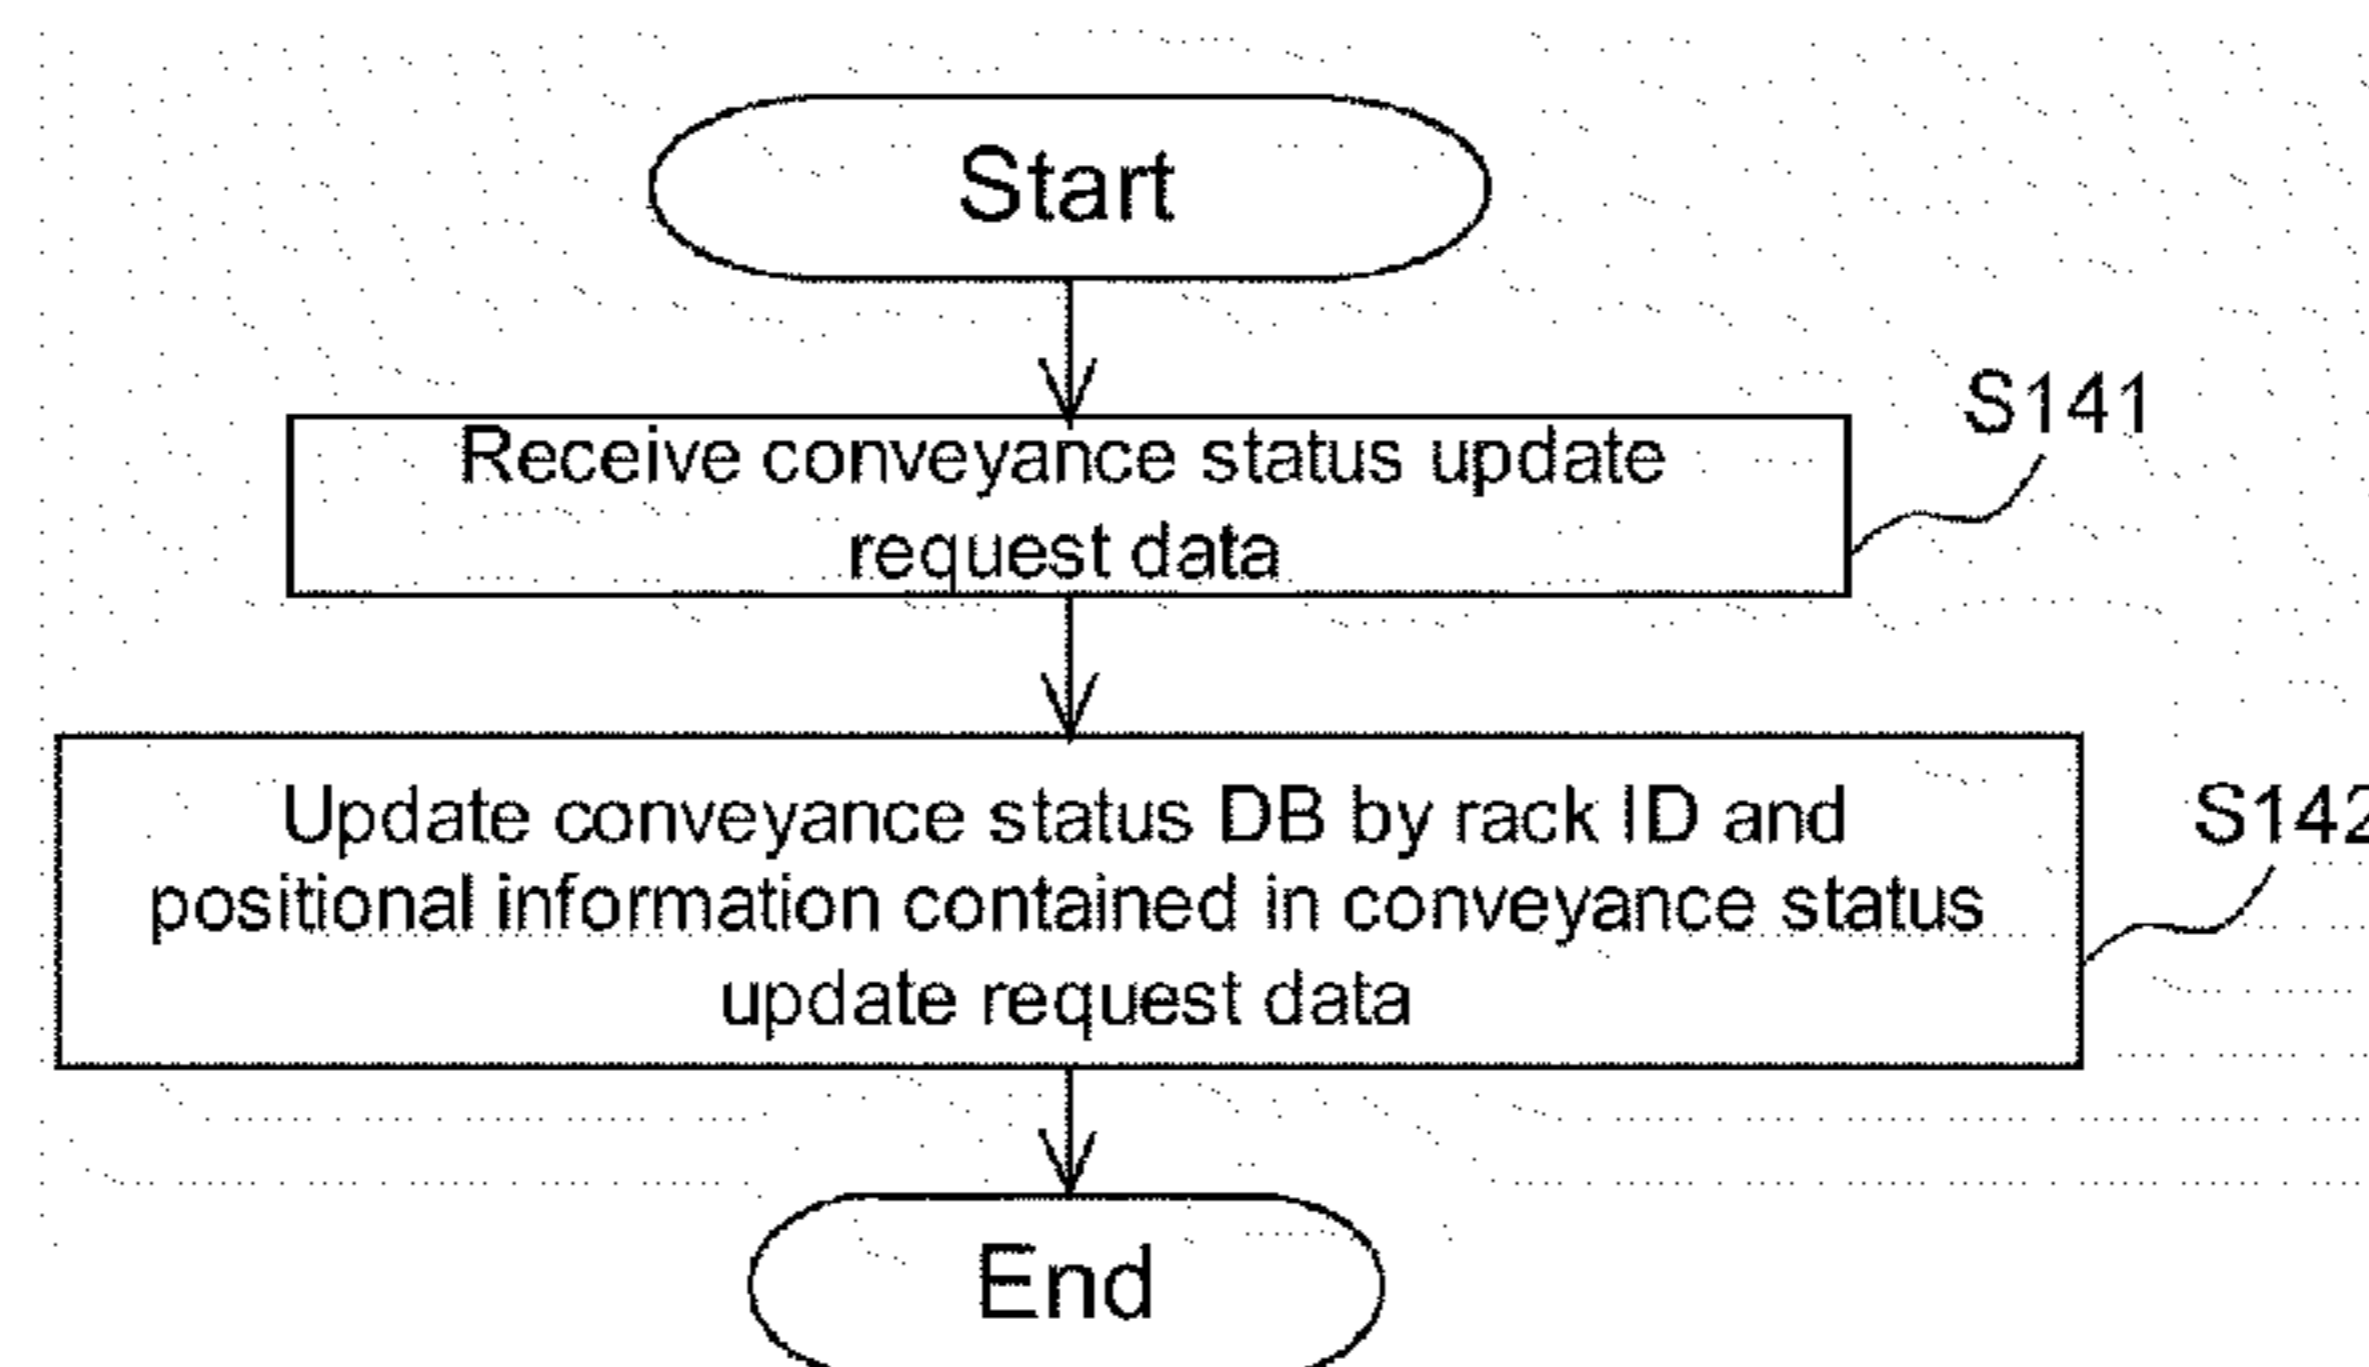 Start
S141
Receive conveyance status update
request data
S142
Update conveyance status DB by rack ID and
positional information contained in conveyance status
update request data
End